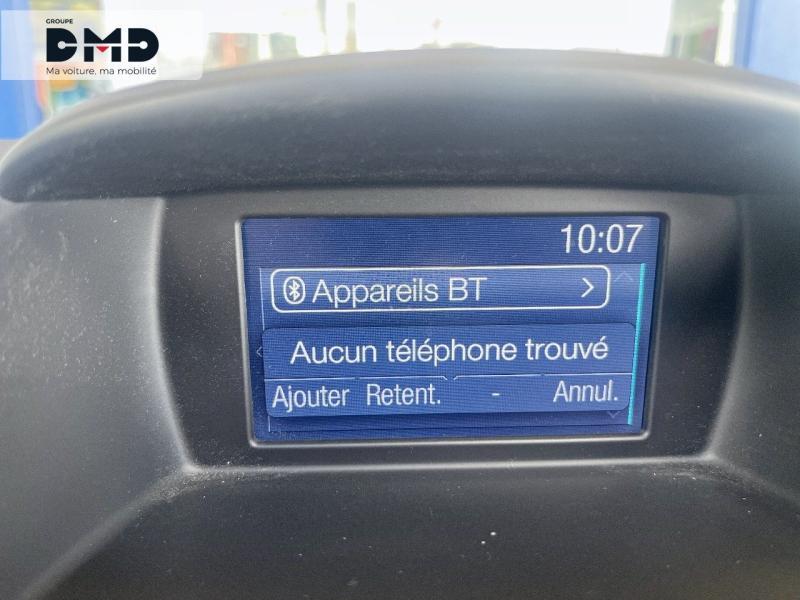 GROUPE
DMD
Ma voiture, ma mobilité
10:07
Appareils BT
Aucun téléphone trouvé
Ajouter Retent. - Annul.